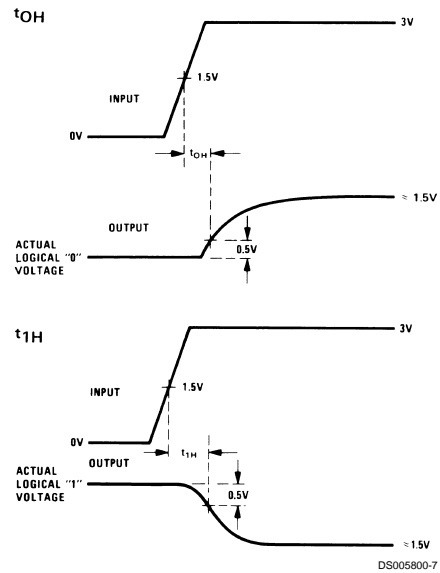 tOH
3V
1.5V
INPUT
0V
tOH
≈ 1.5V
OUTPUT
0.5V
ACTUAL
LOGICAL "0"
VOLTAGE
t1H
3V
1.5V
INPUT
0V
OUTPUT
t1H
ACTUAL
LOGICAL "1"
VOLTAGE
0.5V
≈ 1.5V
DS005800-7